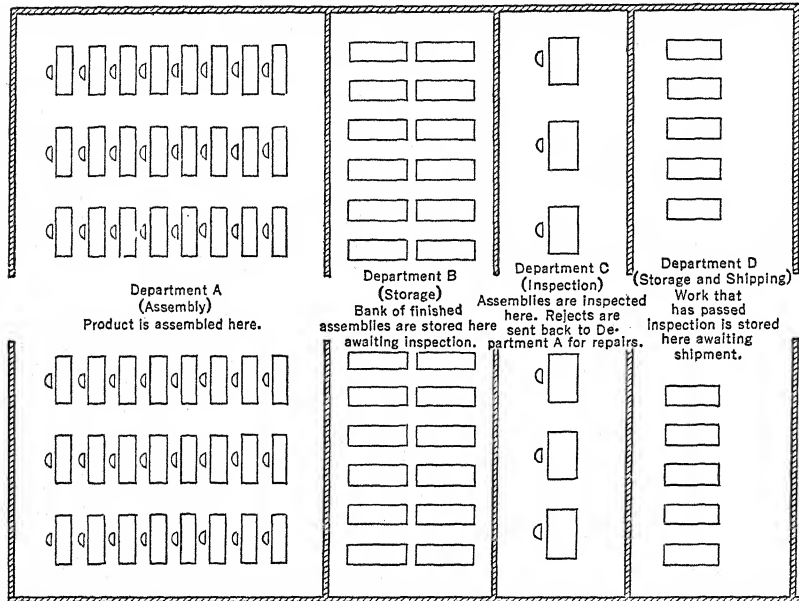 Department A
(Assembly)
Product is assembled here.
Department B
(Storage)
Bank of finished
assemblies are stored here
awaiting inspection.
Department C
(Inspection)
Assemblies are inspected
here. Rejects are
sent back to De-
partment A for repairs.
Department D
(Storage and Shipping)
Work that
has passed
inspection is stored
here awaiting
shipment.